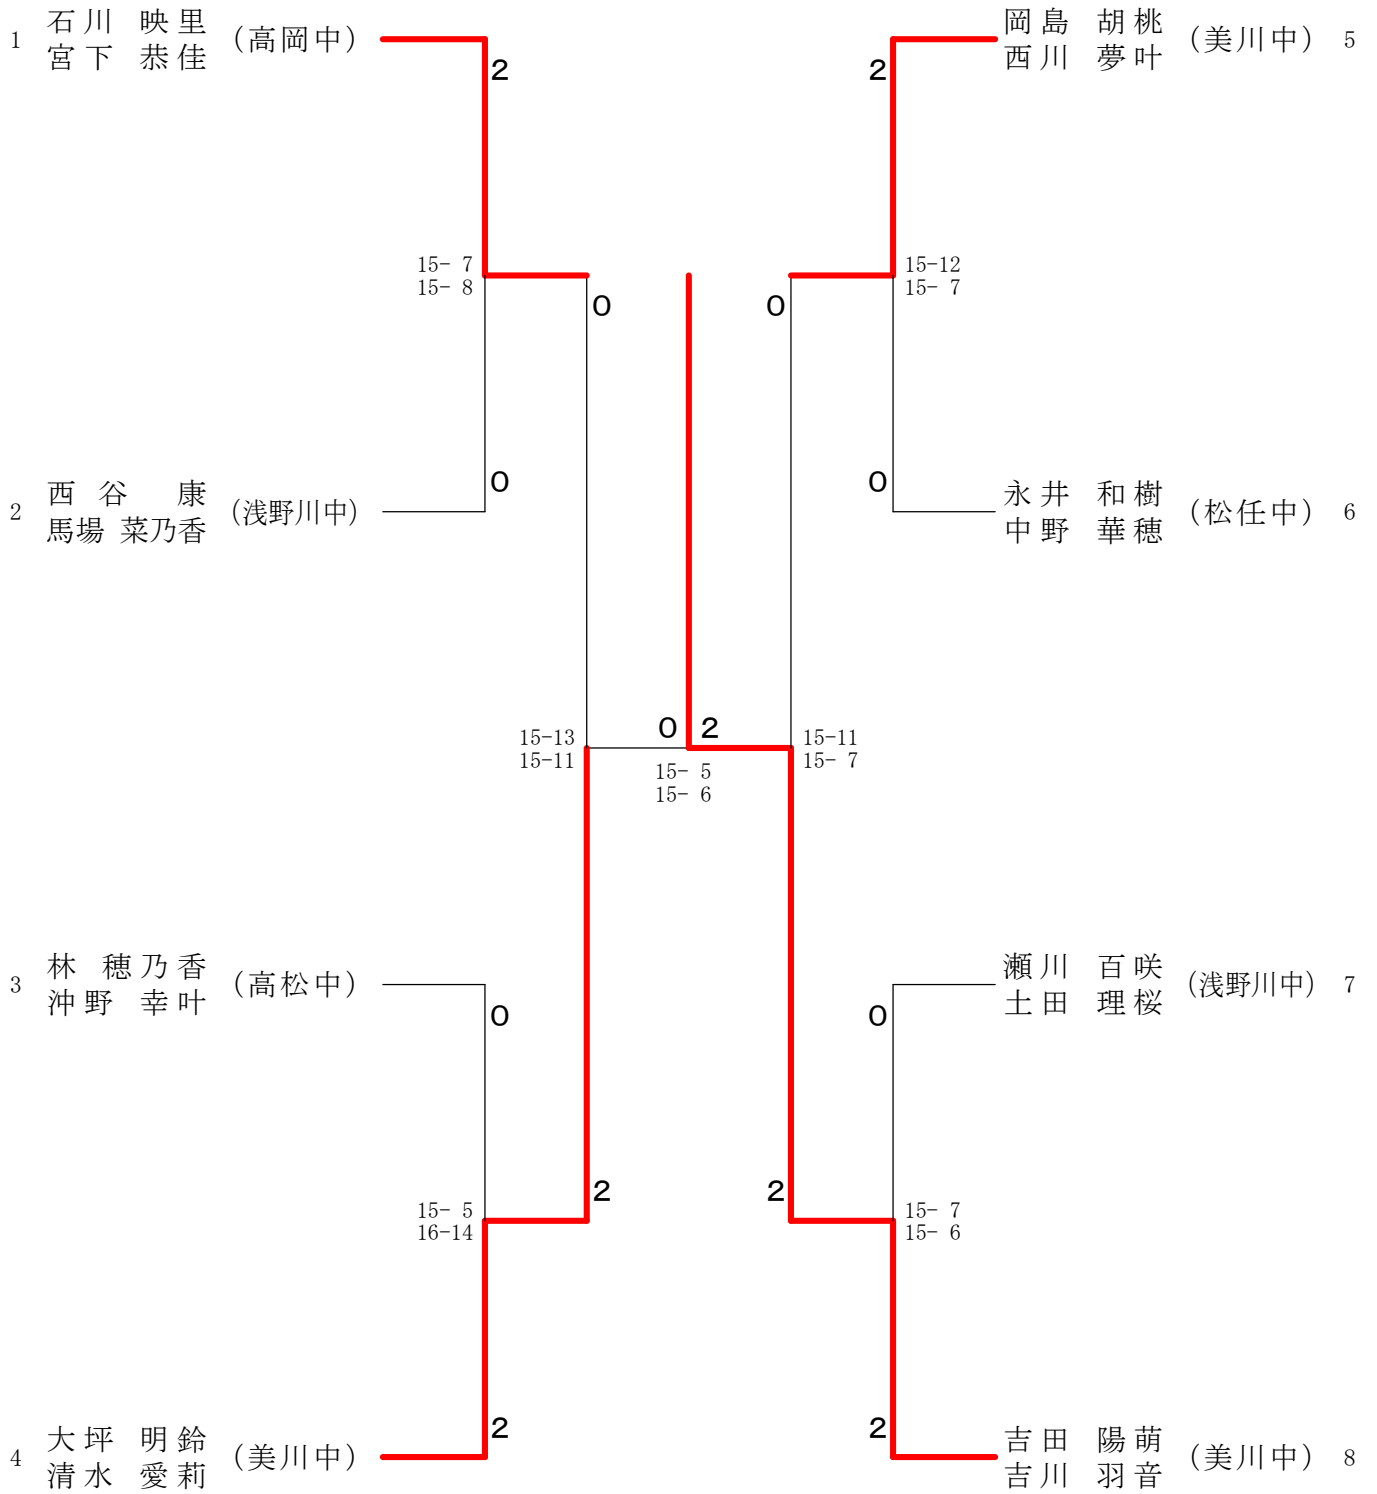 1 石川 映里 (高岡中)
宮下 恭佳
2
岡島 胡桃 (美川中) 5
西川 夢叶
2
15- 7
15- 8
0
0
15-12
15- 7
0
2 西谷 康 (浅野川中)
馬場 菜乃香
0
永井 和樹 (松任中) 6
中野 華穂
15-13
15-11
0 2
15- 5
15- 6
15-11
15- 7
3 林 穂乃香 (高松中)
沖野 幸叶
0
瀬川 百咲 (浅野川中) 7
土田 理桜
0
15- 5
16-14
2
2
15- 7
15- 6
2
4 大坪 明鈴 (美川中)
清水 愛莉
2
吉田 陽萌 (美川中) 8
吉川 羽音